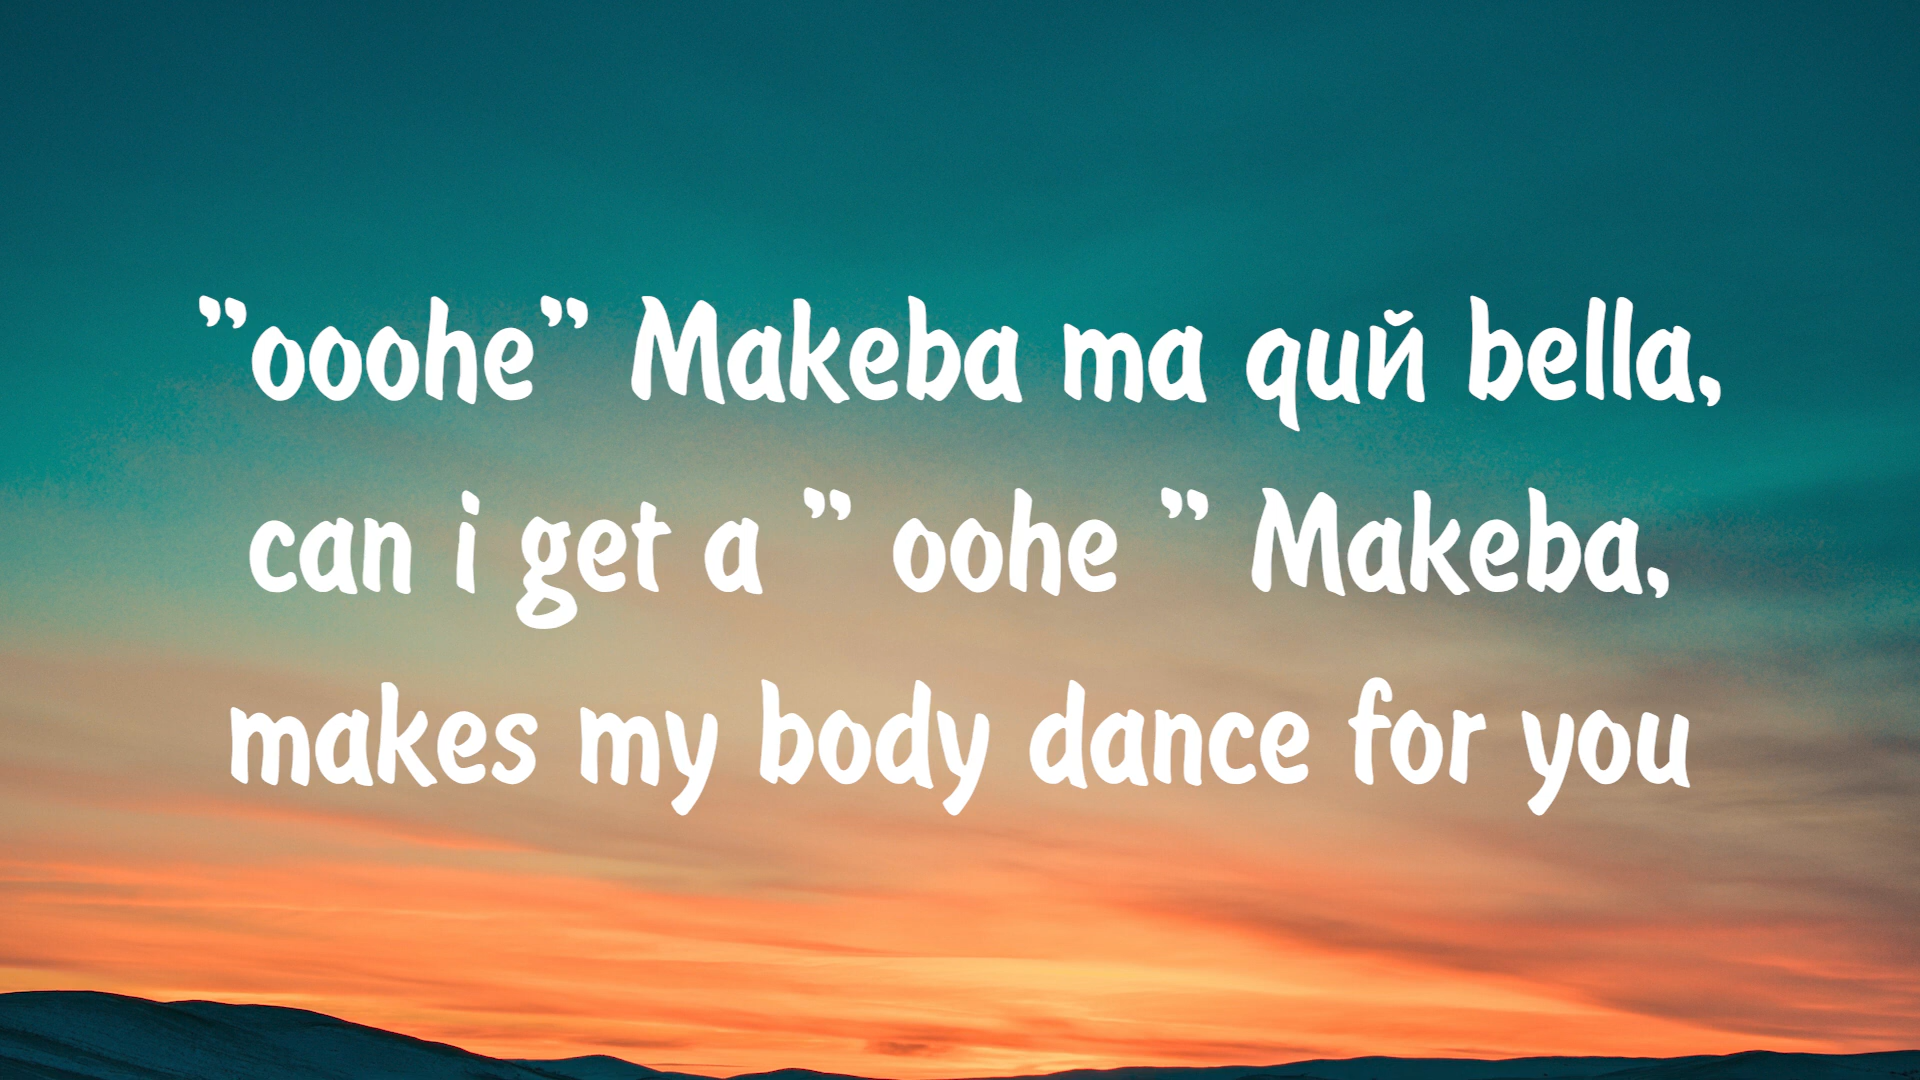 "ooohe" Makeba ma quй bella,
can i get a " oohe " Makeba,
makes my body dance for you